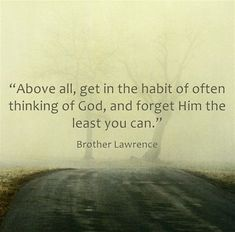 “Above all, get in the habit of often
thinking of God, and forget Him the
least you can.”
Brother Lawrence